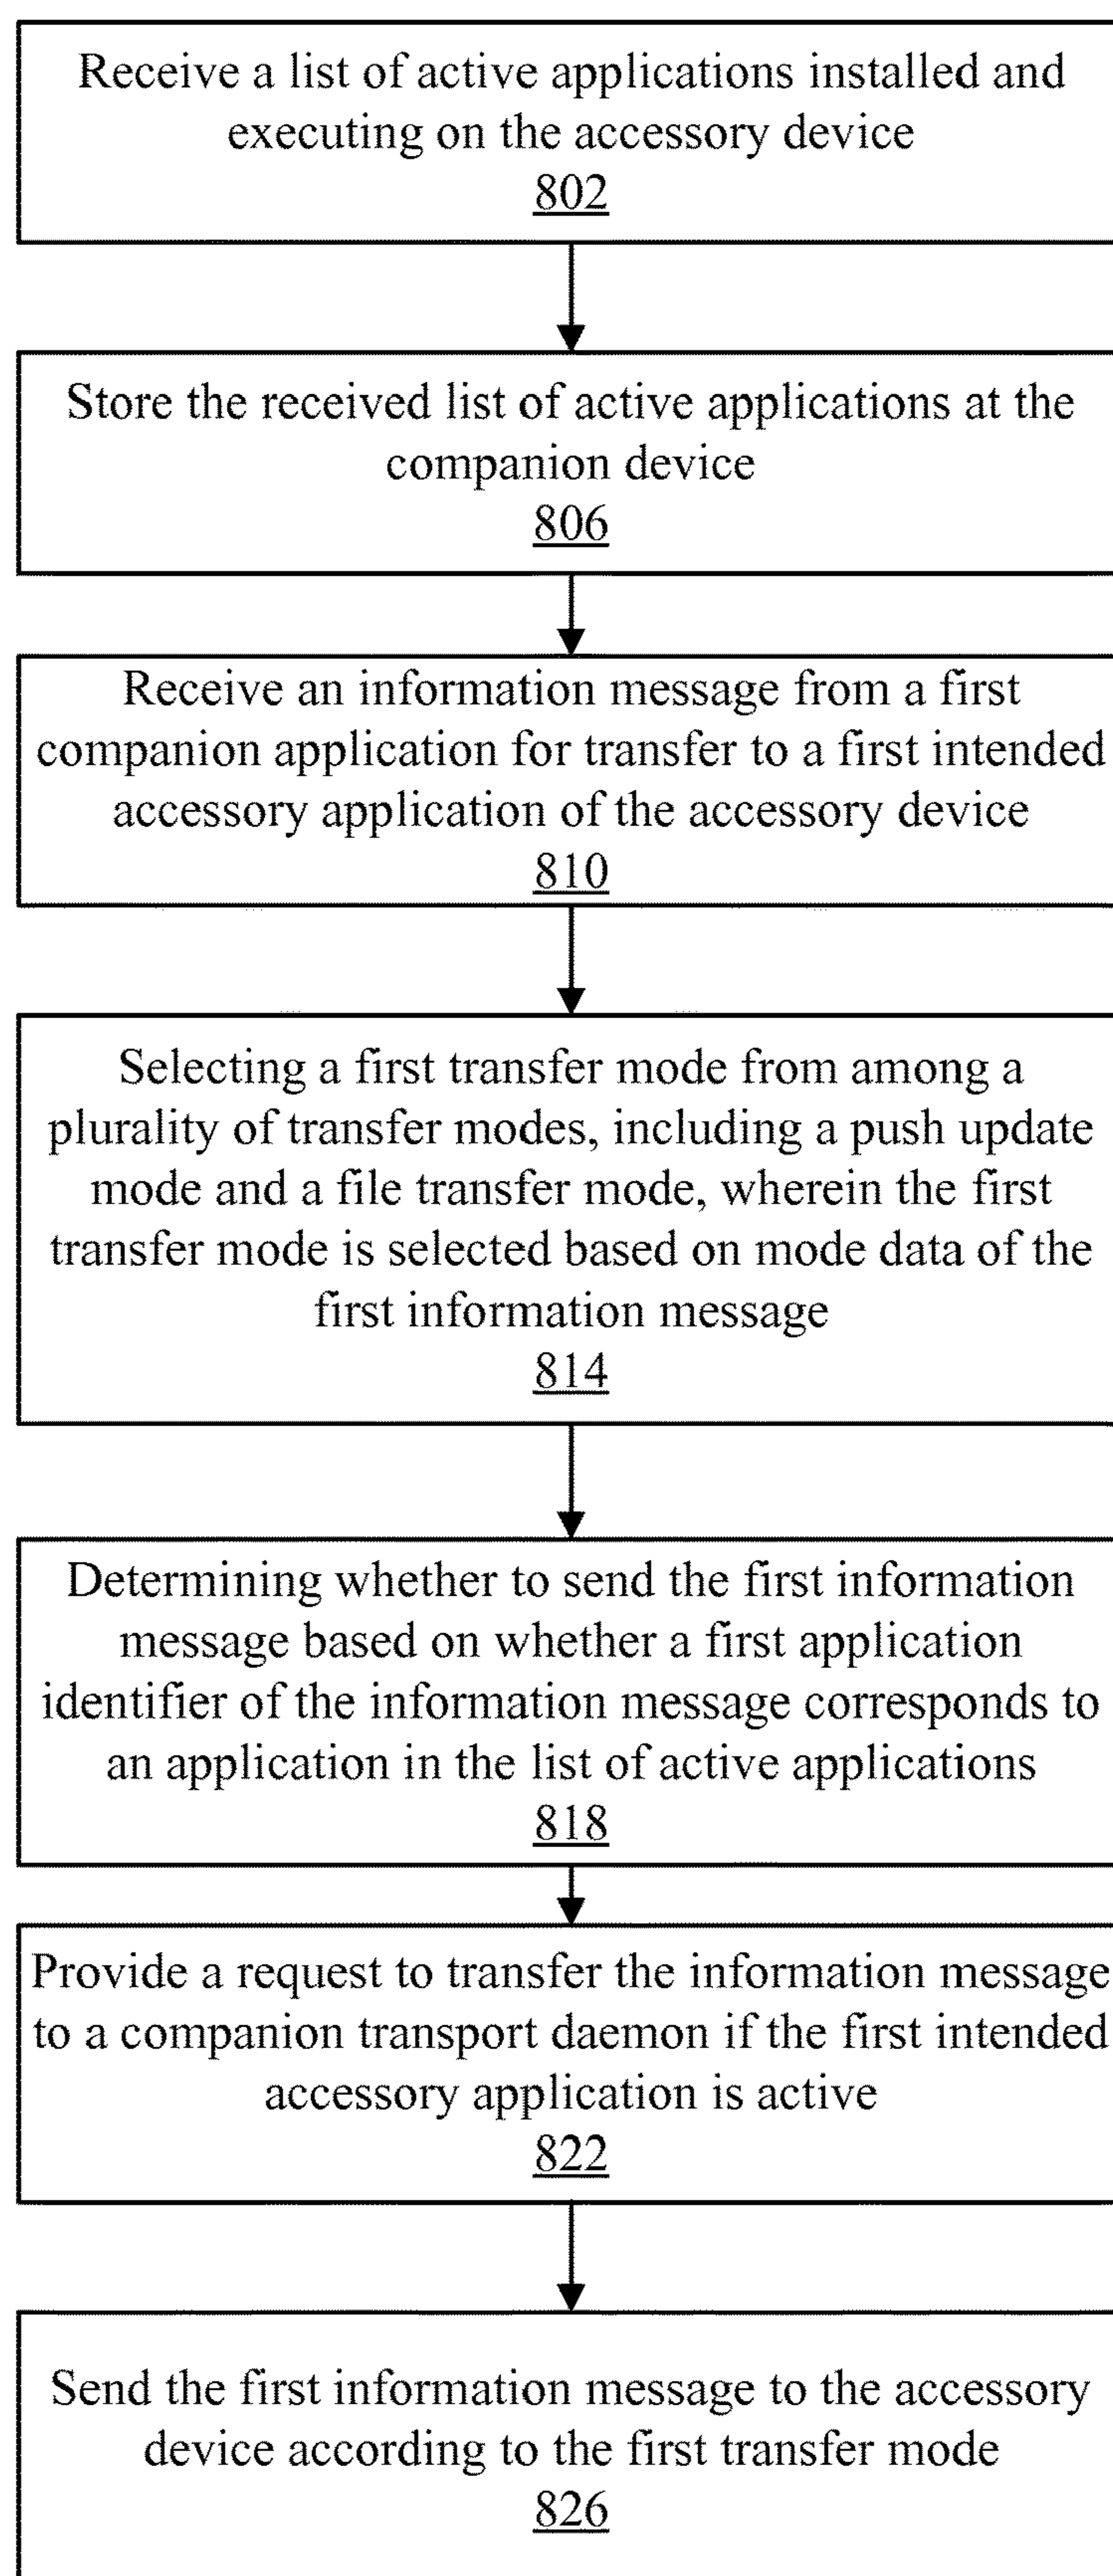 Receive a list of active applications installed and
executing on the accessory device
802
Store the received list of active applications at the
companion device
806
Receive an information message from a first
companion application for transfer to a first intended
accessory application of the accessory device
810
Selecting a first transfer mode from among a
plurality of transfer modes, including a push update
mode and a file transfer mode, wherein the first
transfer mode is selected based on mode data of the
first information message
814
Determining whether to send the first information
message based on whether a first application
identifier of the information message corresponds to
an application in the list of active applications
818
Provide a request to transfer the information message
to a companion transport daemon if the first intended
accessory application is active
822
Send the first information message to the accessory
device according to the first transfer mode
826